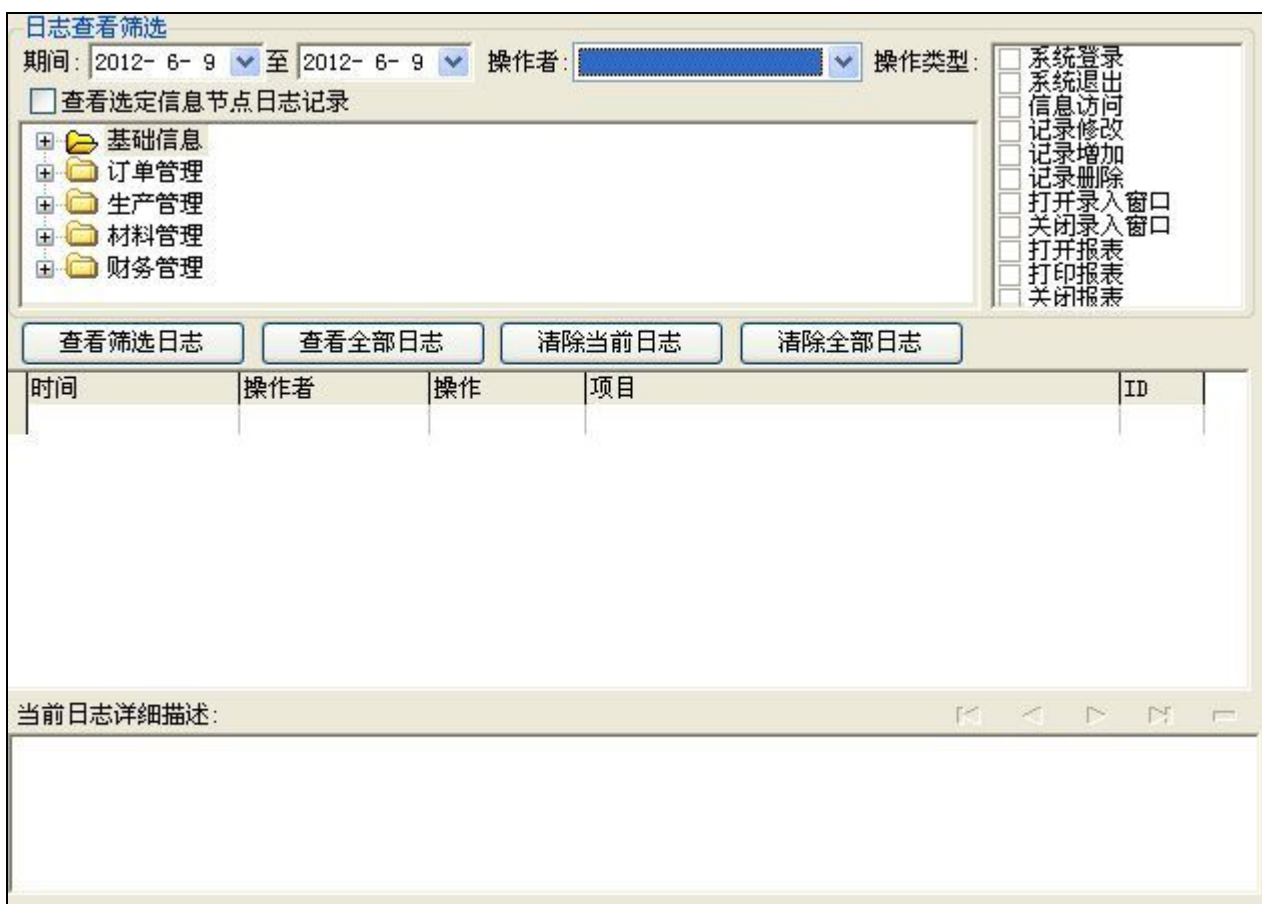 日志查看筛选
期间: 2012- 6- 9 至 2012- 6- 9 操作者: 操作类型:
系统登录
系统退出
信息访问
记录修改
记录增加
记录删除
打开录入窗口
关闭录入窗口
打开报表
打印报表
关闭报表
查看选定信息节点日志记录
基础信息
订单管理
生产管理
材料管理
财务管理
查看筛选日志 查看全部日志 清除当前日志 清除全部日志
时间 操作者 操作 项目 ID
当前日志详细描述: